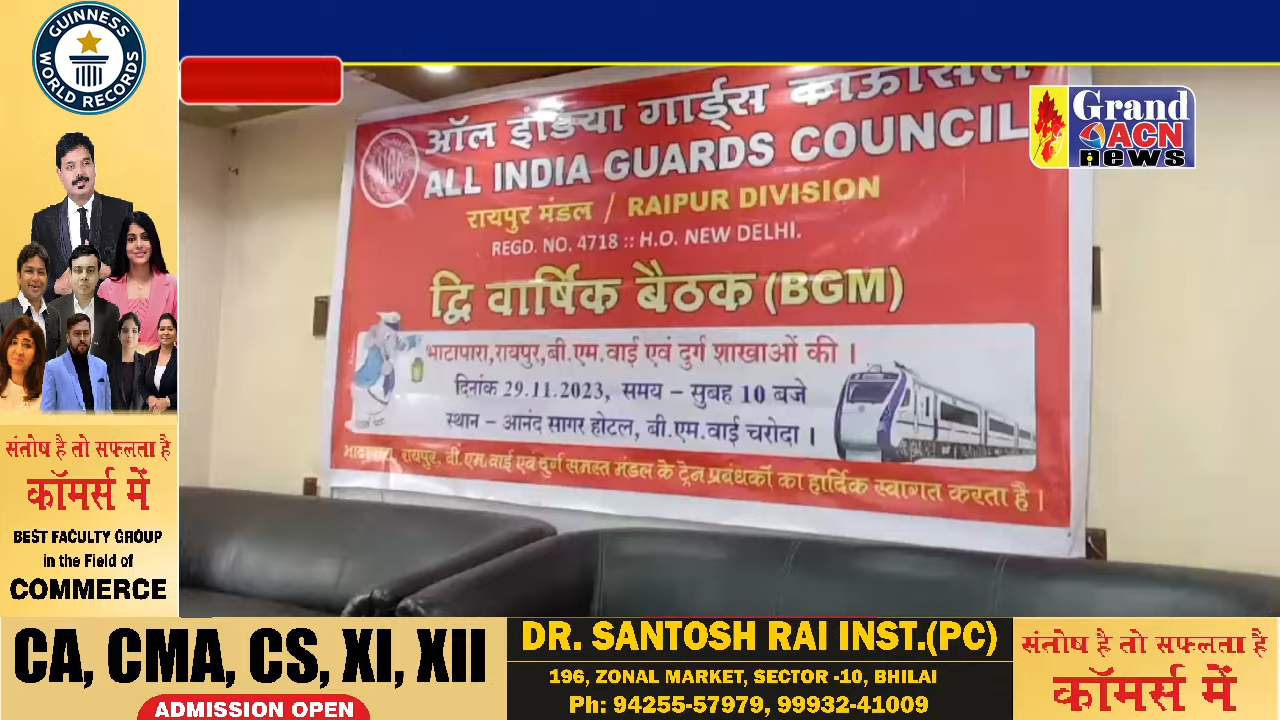 GUINNESS
WORLD RECORDS
संतोष है तो सफलता है
कॉमर्स में
BEST FACULTY GROUP
in the Field of
COMMERCE
Grand
ACN
news
ऑल इंडिया गार्ड्स काऊंसिल
ALL INDIA GUARDS COUNCIL
रायपुर मंडल / RAIPUR DIVISION
REGD. NO. 4718 :: H.O. NEW DELHI.
द्वि वार्षिक बैठक (BGM)
भाटापारा,रायपुर,बी.एम.वाई एवं दुर्ग शाखाओं की ।
दिनांक 29.11.2023, समय – सुबह 10 बजे
स्थान – आनंद सागर होटल, बी.एम.वाई चरोदा ।
भाटापारा, रायपुर, बी.एम.वाई एवं दुर्ग समस्त मंडल के ट्रेन प्रबंधकों का हार्दिक स्वागत करता है ।
CA, CMA, CS, XI, XII
ADMISSION OPEN
DR. SANTOSH RAI INST.(PC)
196, ZONAL MARKET, SECTOR -10, BHILAI
Ph: 94255-57979, 99932-41009
संतोष है तो सफलता है
कॉमर्स में